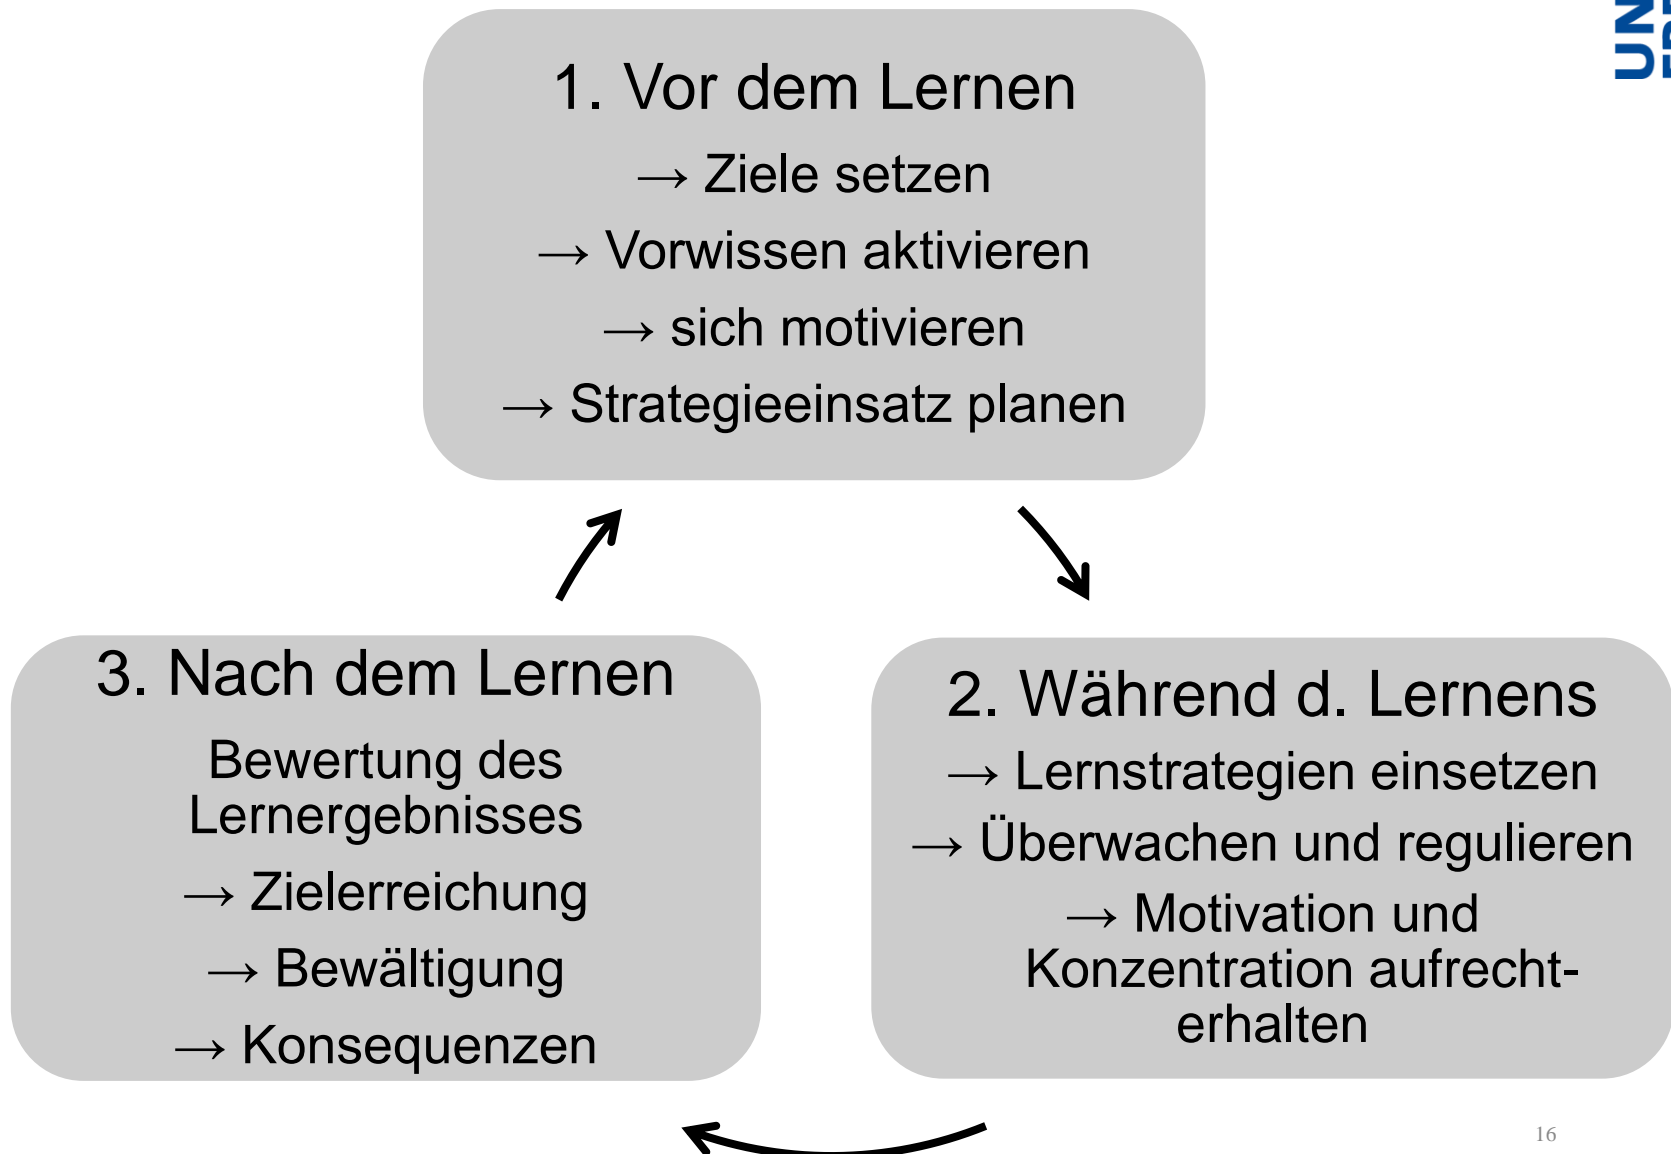 1. Vor dem Lernen
→ Ziele setzen
→ Vorwissen aktivieren
→ sich motivieren
→ Strategieeinsatz planen
3. Nach dem Lernen
Bewertung des
Lernergebnisses
→ Zielerreichung
→ Bewältigung
→ Konsequenzen
2. Während d. Lernens
→ Lernstrategien einsetzen
→ Überwachen und regulieren
→ Motivation und
Konzentration aufrecht-
erhalten
16